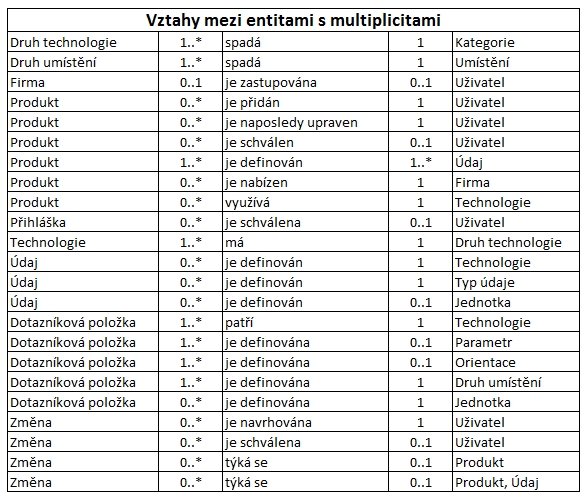 Vztahy mezi entitami s multiplicitami
Druh technologie 1..* spadá 1 Kategorie
Druh umístění 1..* spadá 1 Umístění
Firma 0..1 je zastupována 0..1 Uživatel
Produkt 0..* je přidán 1 Uživatel
Produkt 0..* je naposledy upraven 1 Uživatel
Produkt 0..* je schválen 0..1 Uživatel
Produkt 1..* je definován 1..* Údaj
Produkt 0..* je nabízen 1 Firma
Produkt 0..* využívá 1 Technologie
Přihláška 0..* je schválena 0..1 Uživatel
Technologie 1..* má 1 Druh technologie
Údaj 0..* je definován 1 Technologie
Údaj 0..* je definován 1 Typ údaje
Údaj 0..* je definován 0..1 Jednotka
Dotazníková položka 1..* patří 1 Technologie
Dotazníková položka 1..* je definována 0..1 Parametr
Dotazníková položka 1..* je definována 0..1 Orientace
Dotazníková položka 1..* je definována 1 Druh umístění
Dotazníková položka 0..* je definována 1 Jednotka
Změna 0..* je navrhována 1 Uživatel
Změna 0..* je schválena 0..1 Uživatel
Změna 0..* týká se 0..1 Produkt
Změna 0..* týká se 0..1 Produkt, Údaj